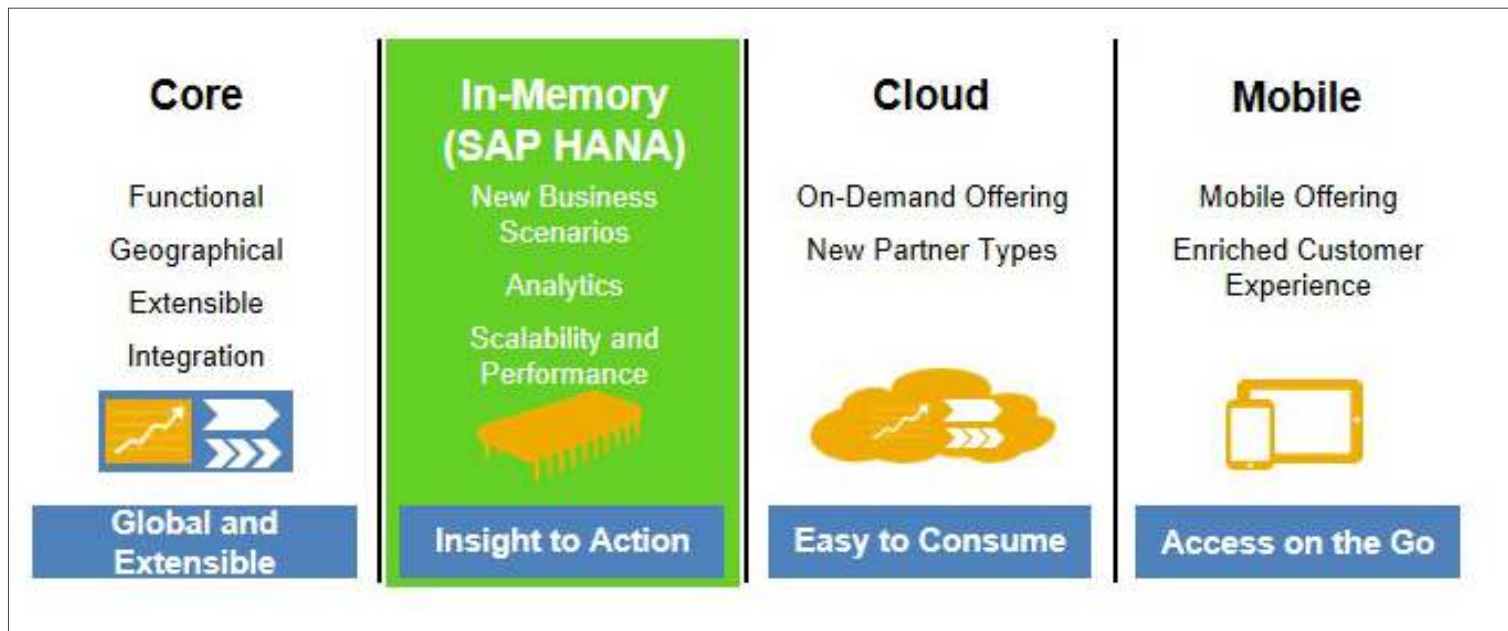 Core
Functional
Geographical
Extensible
Integration
Global and
Extensible
In-Memory
(SAP HANA)
New Business
Scenarios
Analytics
Scalability and
Performance
Insight to Action
Cloud
On-Demand Offering
New Partner Types
Easy to Consume
Mobile
Mobile Offering
Enriched Customer
Experience
Access on the Go